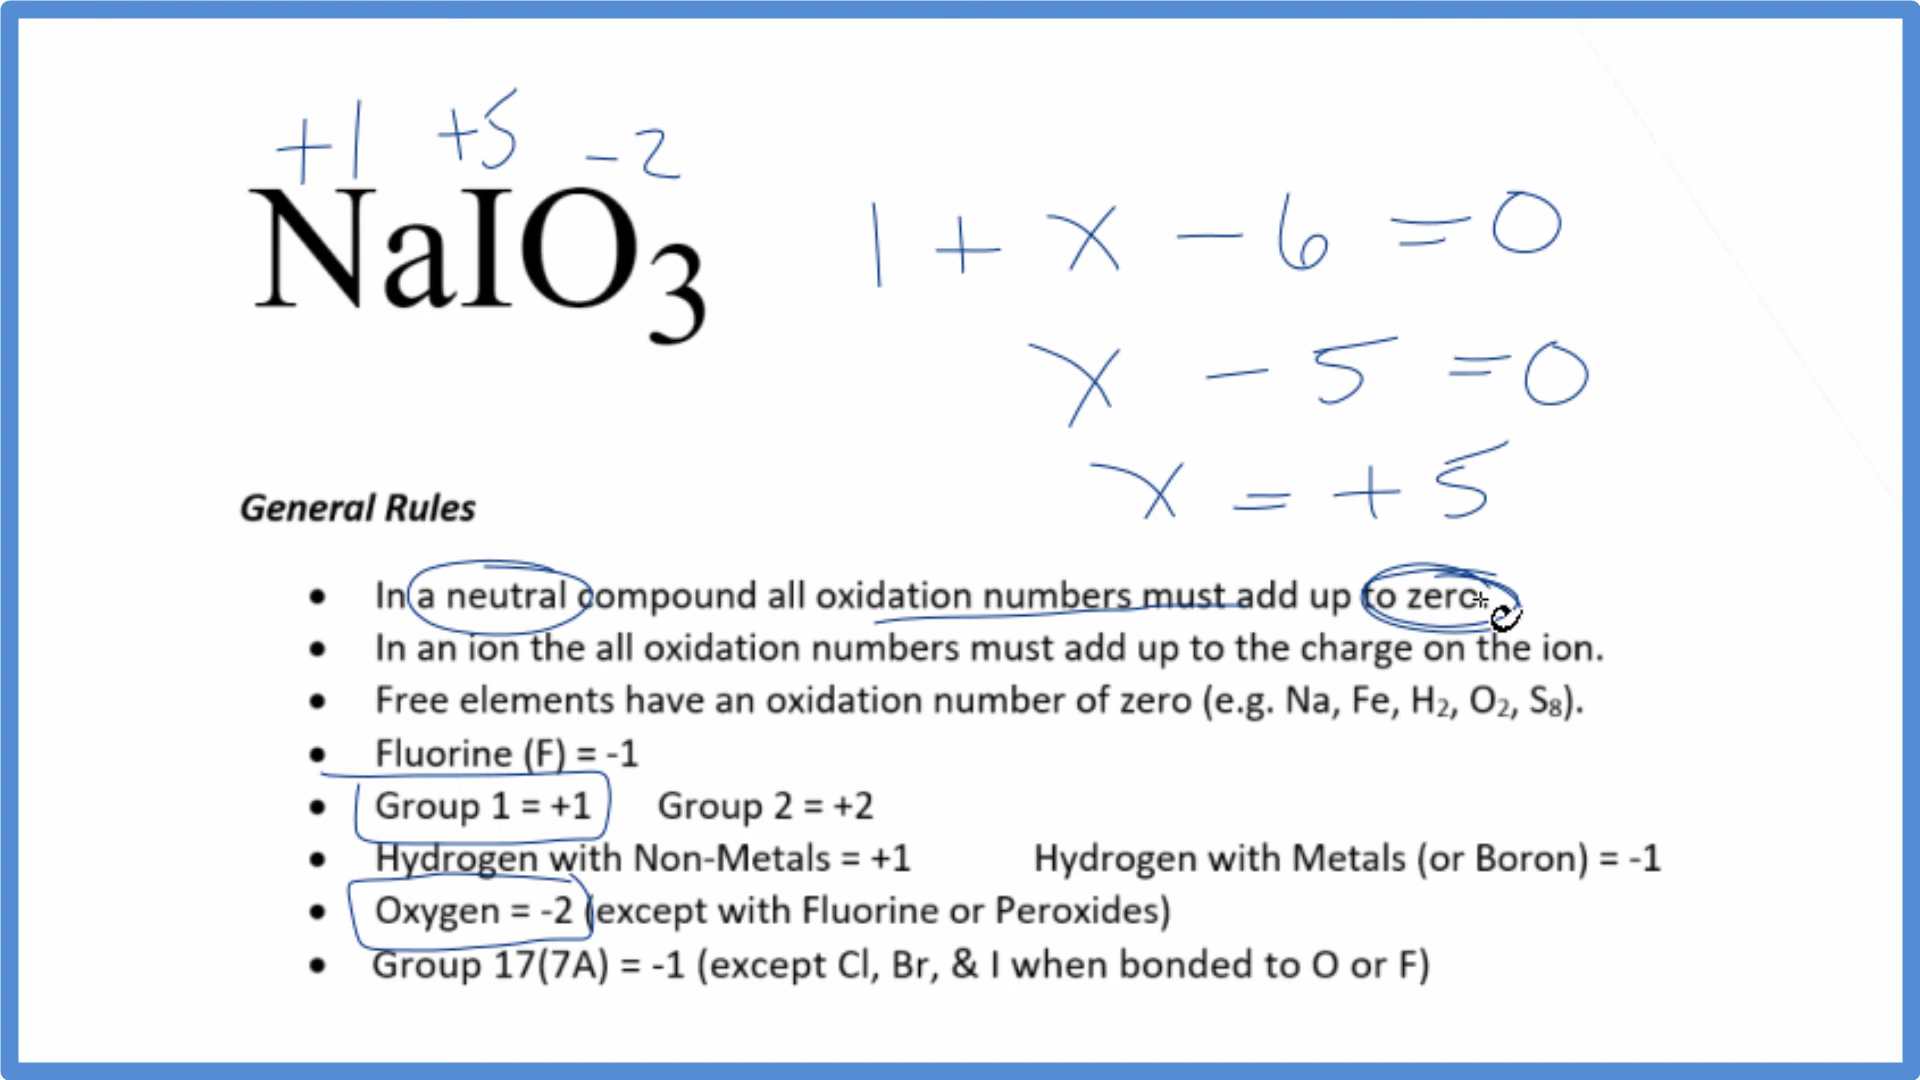 +1 +5 -2
NaIO₃
1 + x - 6 = 0
x - 5 = 0
x = +5
General Rules
• In a neutral compound all oxidation numbers must add up to zero.
• In an ion the all oxidation numbers must add up to the charge on the ion.
• Free elements have an oxidation number of zero (e.g. Na, Fe, H₂, O₂, S₈).
• Fluorine (F) = -1
• Group 1 = +1 Group 2 = +2
• Hydrogen with Non-Metals = +1 Hydrogen with Metals (or Boron) = -1
• Oxygen = -2 (except with Fluorine or Peroxides)
• Group 17(7A) = -1 (except Cl, Br, & I when bonded to O or F)